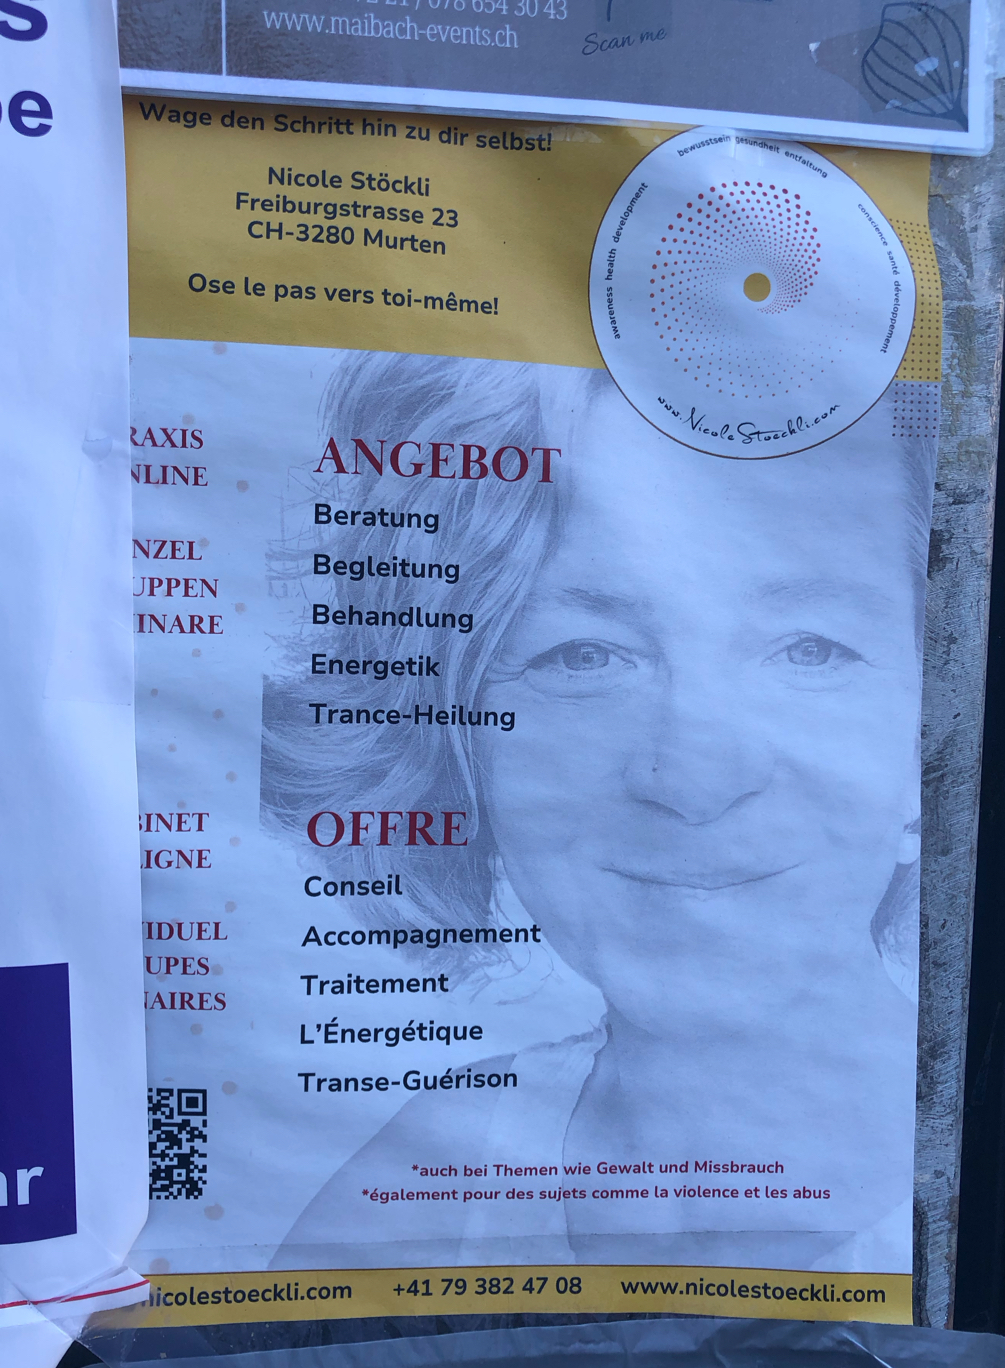 www.maibach-events.ch
Scan me
Wage den Schritt hin zu dir selbst!
Nicole Stöckli
Freiburgstrasse 23
CH-3280 Murten
Ose le pas vers toi-même!
bewusstsein gesundheit entfaltung
awareness health development
conscience santé développement
www.NicoleStoeckli.com
ANGEBOT
Beratung
Begleitung
Behandlung
Energetik
Trance-Heilung
OFFRE
Conseil
Accompagnement
Traitement
L'Énergétique
Transe-Guérison
*auch bei Themen wie Gewalt und Missbrauch
*également pour des sujets comme la violence et les abus
nicolestoeckli.com +41 79 382 47 08 www.nicolestoeckli.com